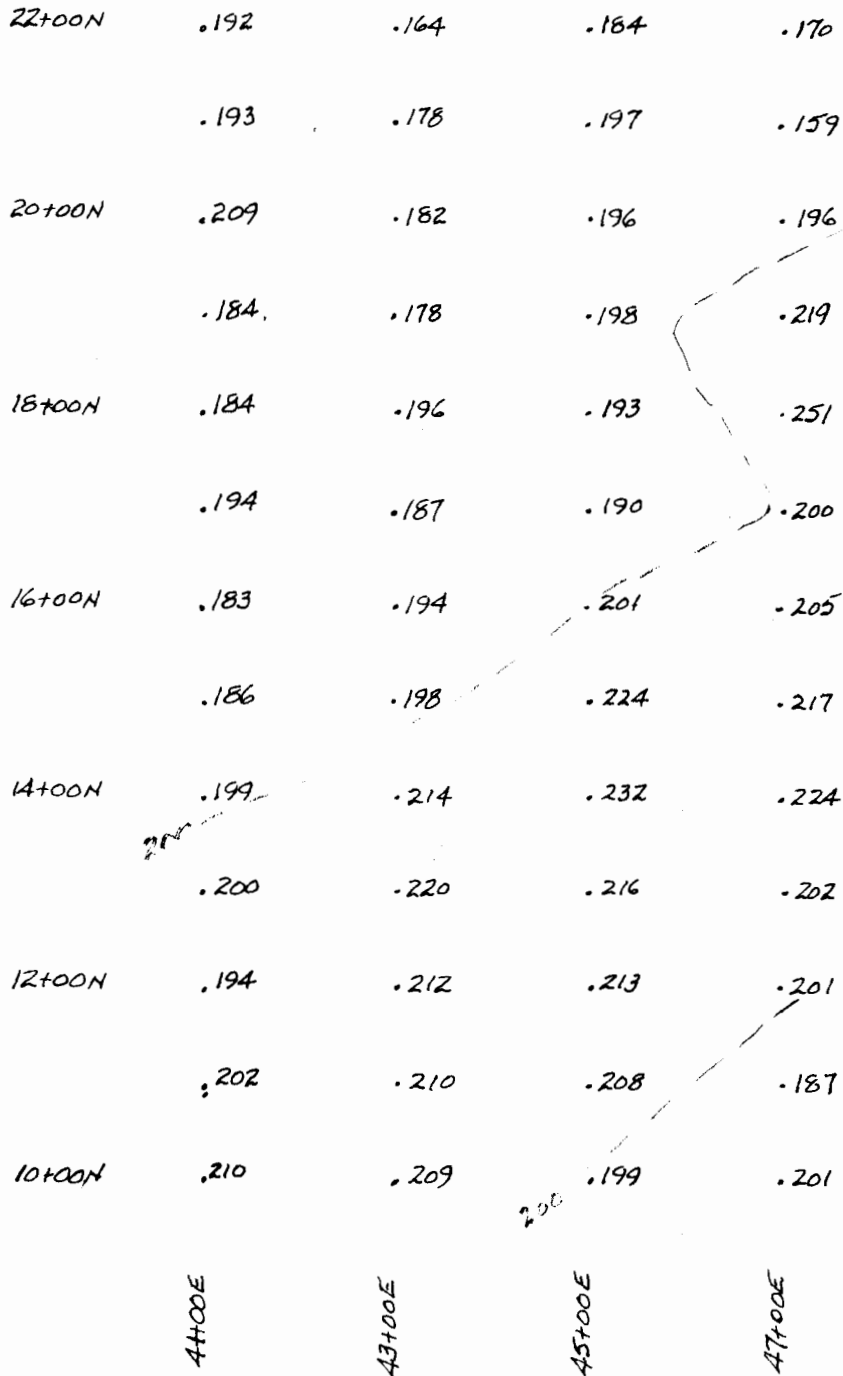 22+00N .192 .164 .184 .170
.193 .178 .197 .159
20+00N .209 .182 .196 .196
.184 .178 .198 .219
18+00N .184 .196 .193 .251
.194 .187 .190 .200
16+00N .183 .194 .201 .205
.186 .198 .224 .217
14+00N .199 .214 .232 .224
200
.200 .220 .216 .202
12+00N .194 .212 .213 .201
.202 .210 .208 .187
10+00N .210 .209 .199 .201
200
41+00E 43+00E 45+00E 47+00E